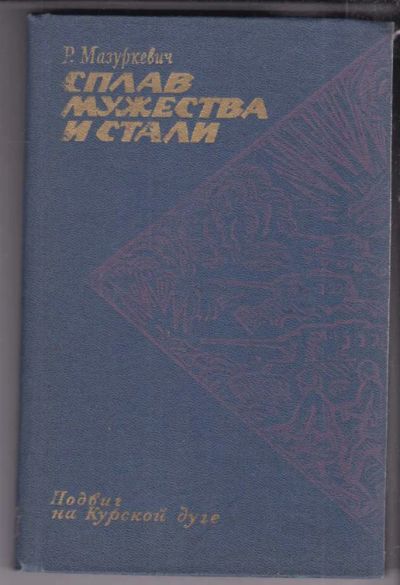 Р. Мазуркевич
СПЛАВ
МУЖЕСТВА
И СТАЛИ
Подвиг
на Курской дуге